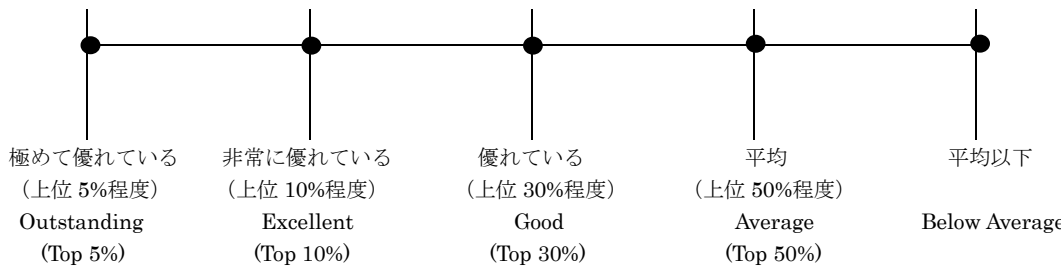 極めて優れている 非常に優れている 優れている 平均 平均以下
（上位 5%程度） （上位 10%程度） （上位 30%程度） （上位 50%程度）
Outstanding Excellent Good Average Below Average
(Top 5%) (Top 10%) (Top 30%) (Top 50%)